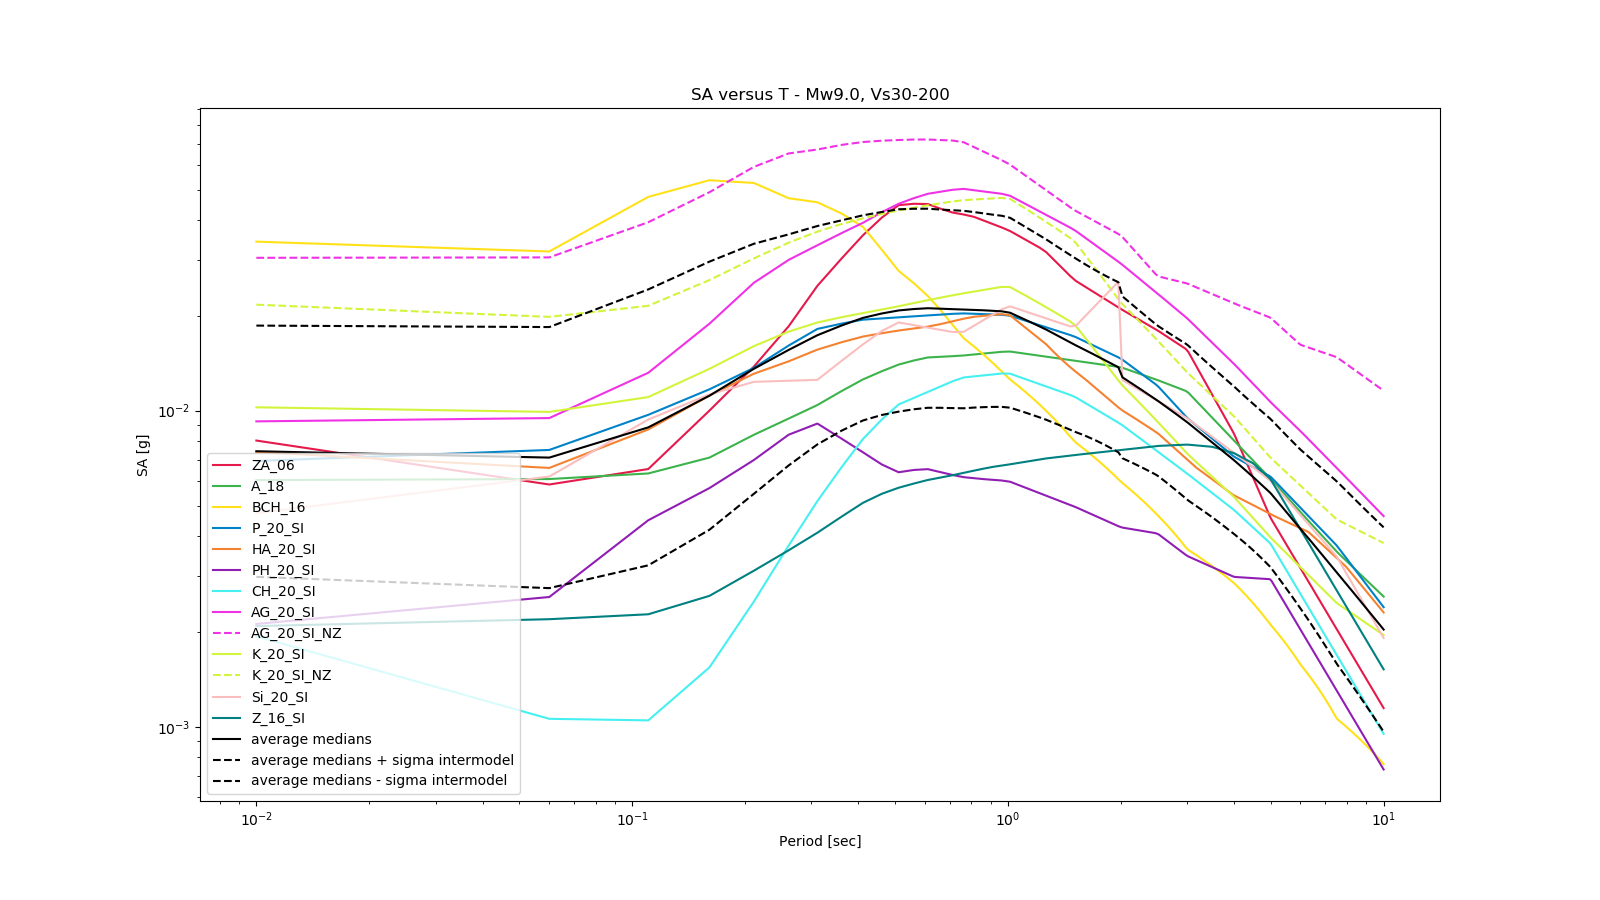 SA versus T - Mw9.0, Vs30-200
SA [g]
10⁻²
10⁻³
ZA_06
A_18
BCH_16
P_20_SI
HA_20_SI
PH_20_SI
CH_20_SI
AG_20_SI
AG_20_SI_NZ
K_20_SI
K_20_SI_NZ
Si_20_SI
Z_16_SI
average medians
average medians + sigma intermodel
average medians - sigma intermodel
10⁻² 10⁻¹ 10⁰ 10¹
Period [sec]